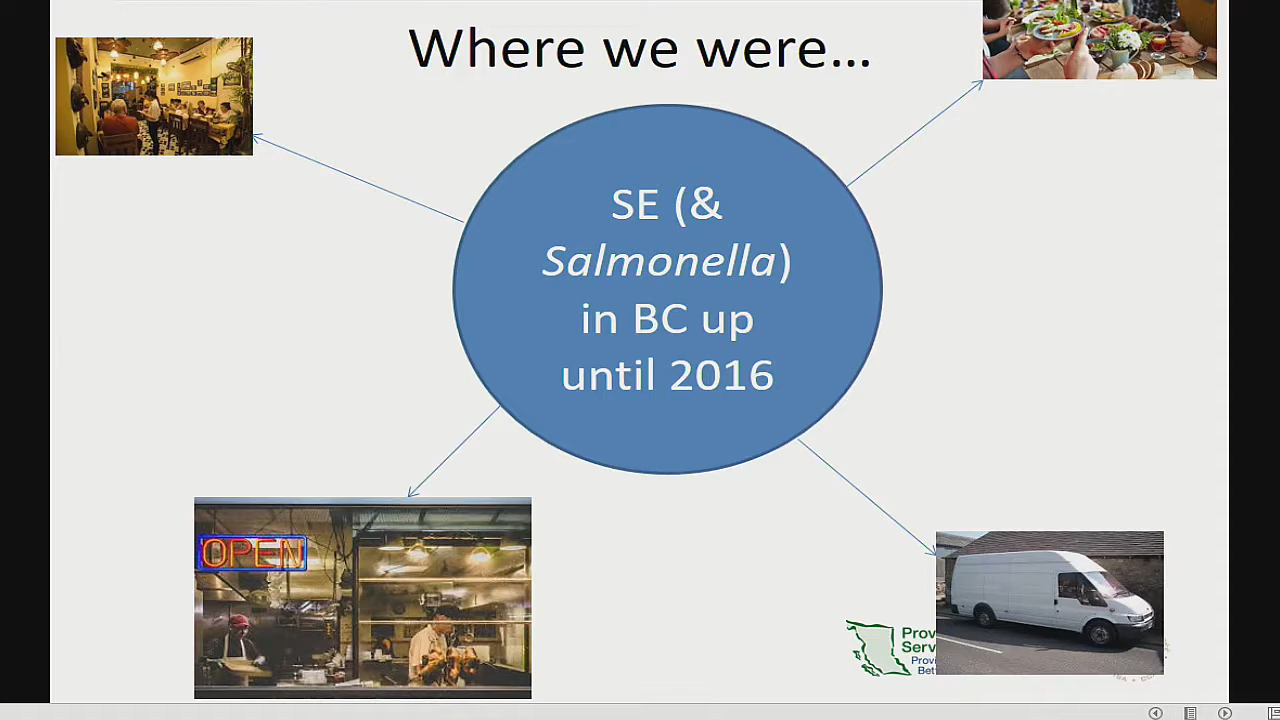 Where we were...
SE (&
Salmonella)
in BC up
until 2016
OPEN